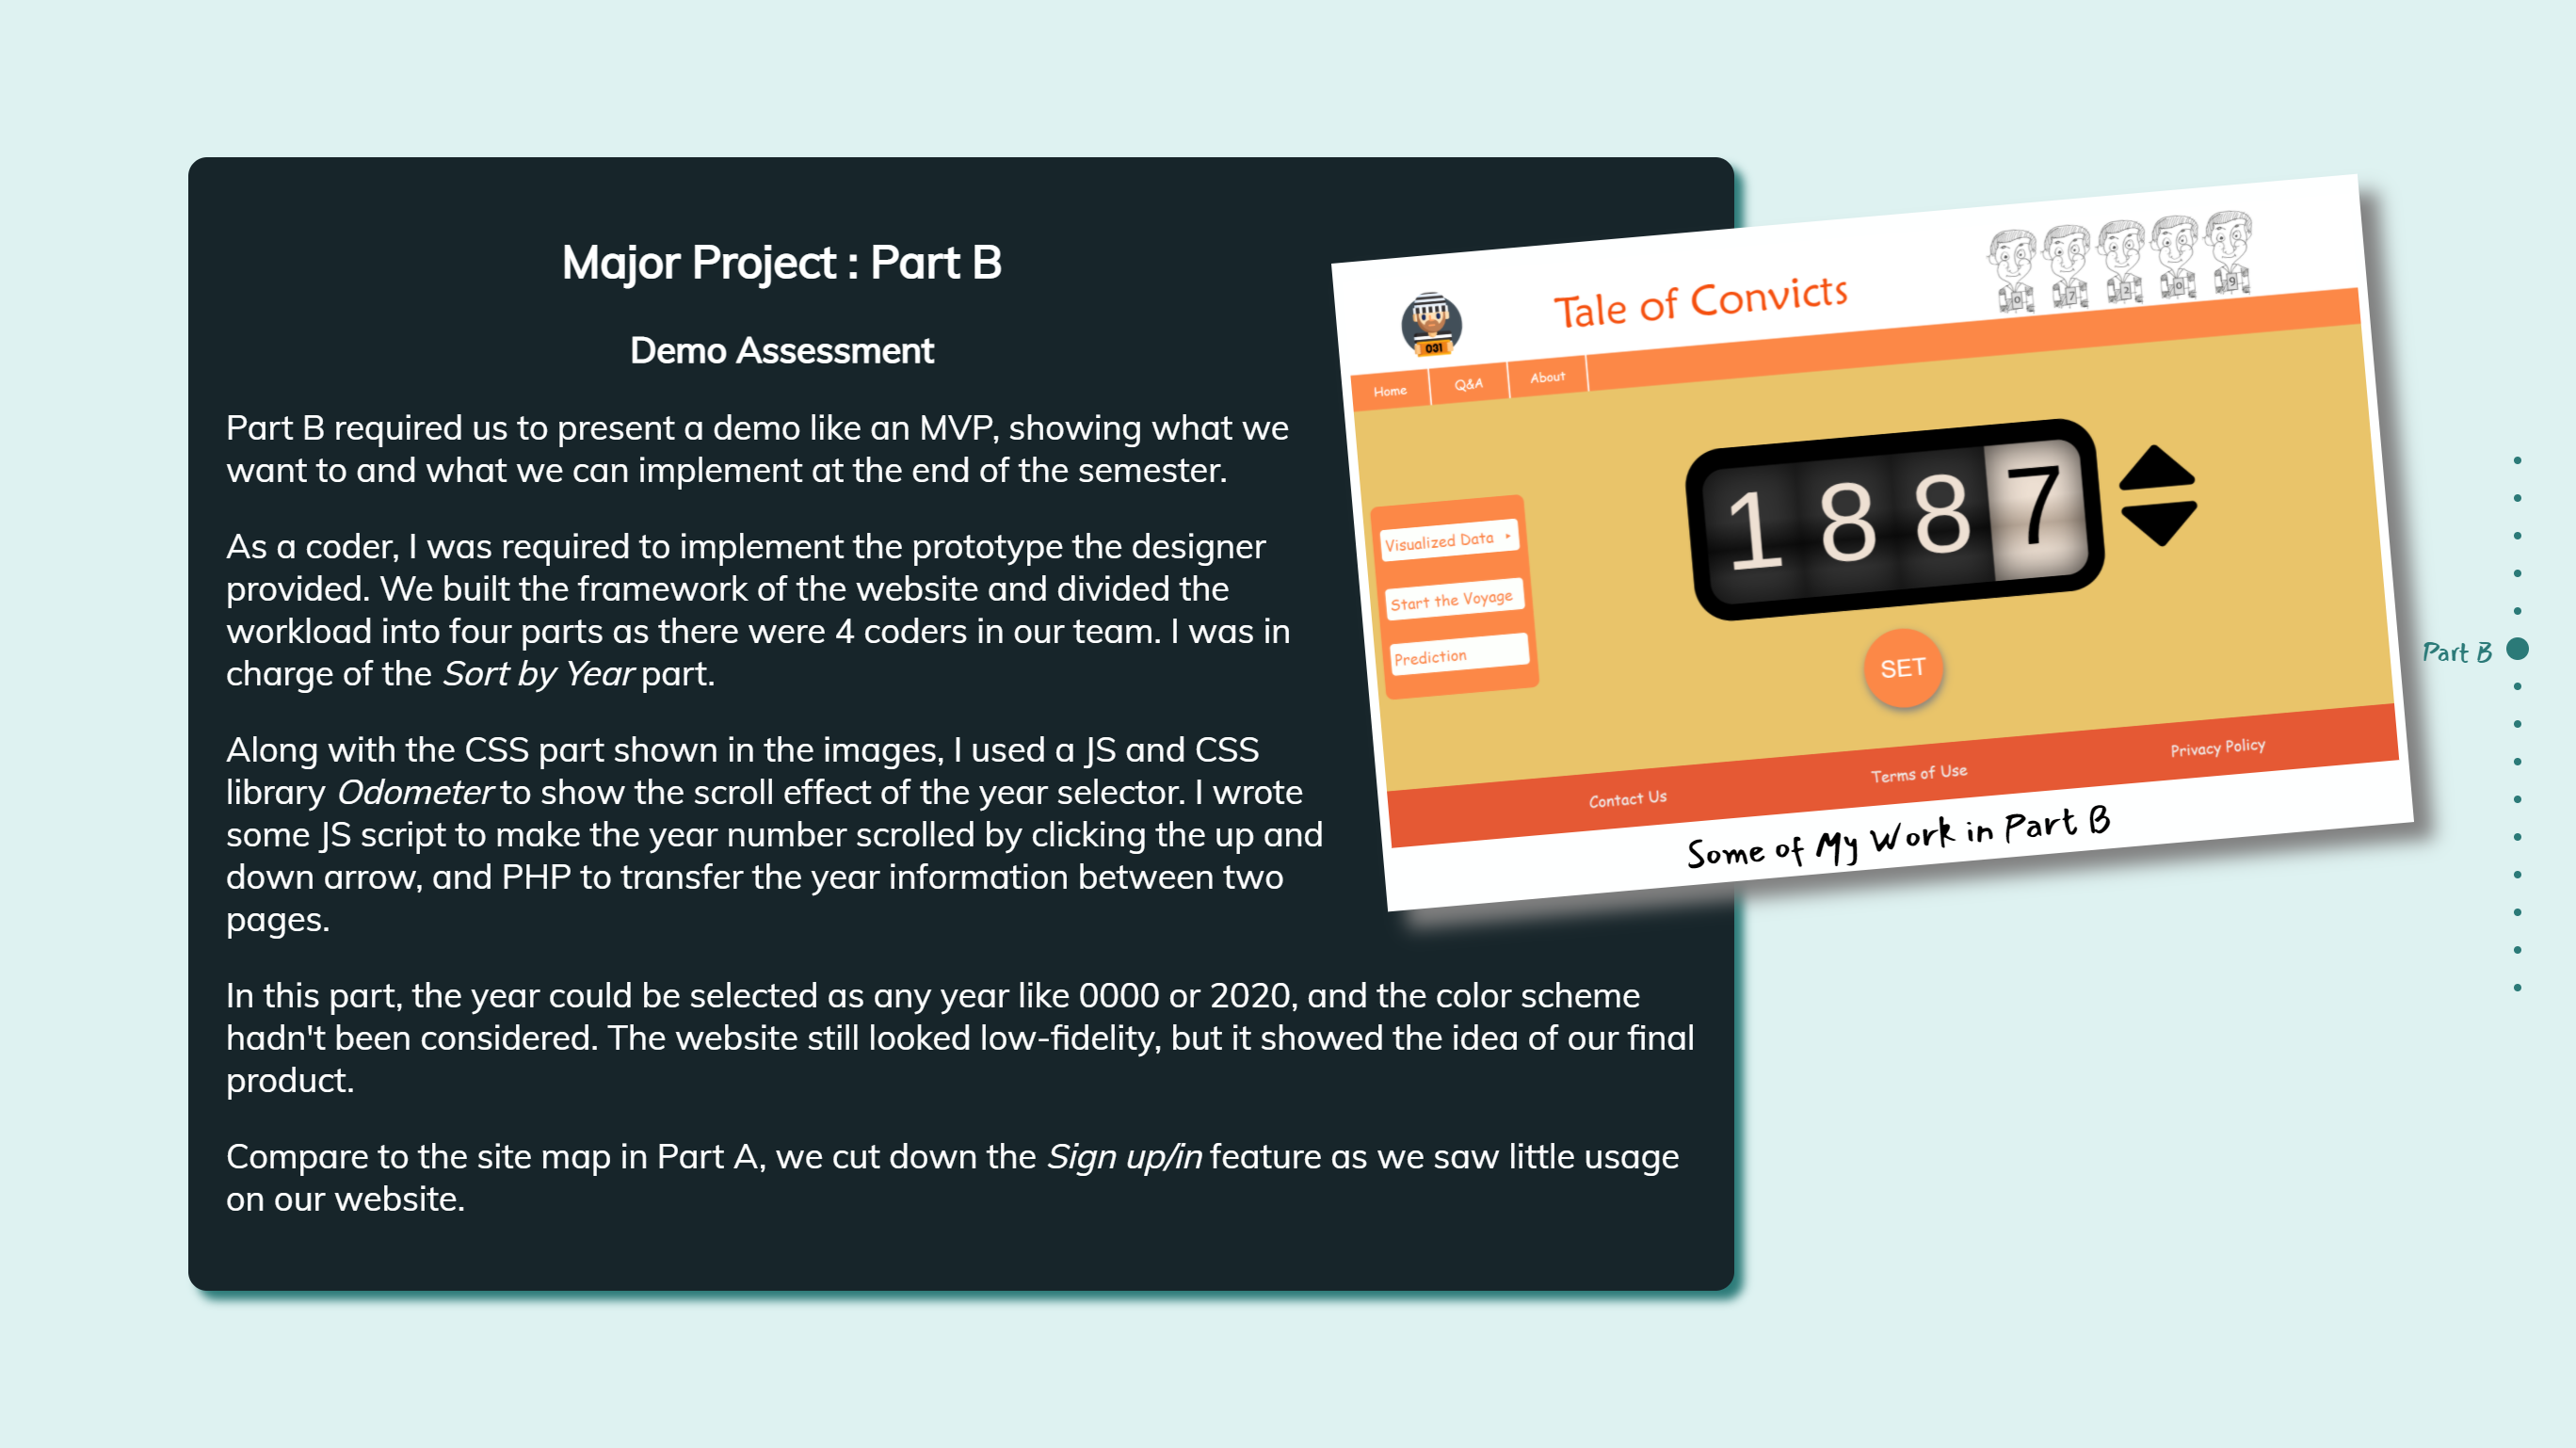 Major Project : Part B
Demo Assessment
Part B required us to present a demo like an MVP, showing what we
want to and what we can implement at the end of the semester.
As a coder, I was required to implement the prototype the designer
provided. We built the framework of the website and divided the
workload into four parts as there were 4 coders in our team. I was in
charge of the Sort by Year part.
Along with the CSS part shown in the images, I used a JS and CSS
library Odometer to show the scroll effect of the year selector. I wrote
some JS script to make the year number scrolled by clicking the up and
down arrow, and PHP to transfer the year information between two
pages.
In this part, the year could be selected as any year like 0000 or 2020, and the color scheme
hadn't been considered. The website still looked low-fidelity, but it showed the idea of our final
product.
Compare to the site map in Part A, we cut down the Sign up/in feature as we saw little usage
on our website.
031
Tale of Convicts
0 7 2 0 9
Home Q&A About
Visualized Data
Start the Voyage
Prediction
1887
SET
Contact Us Terms of Use Privacy Policy
Some of My Work in Part B
Part B